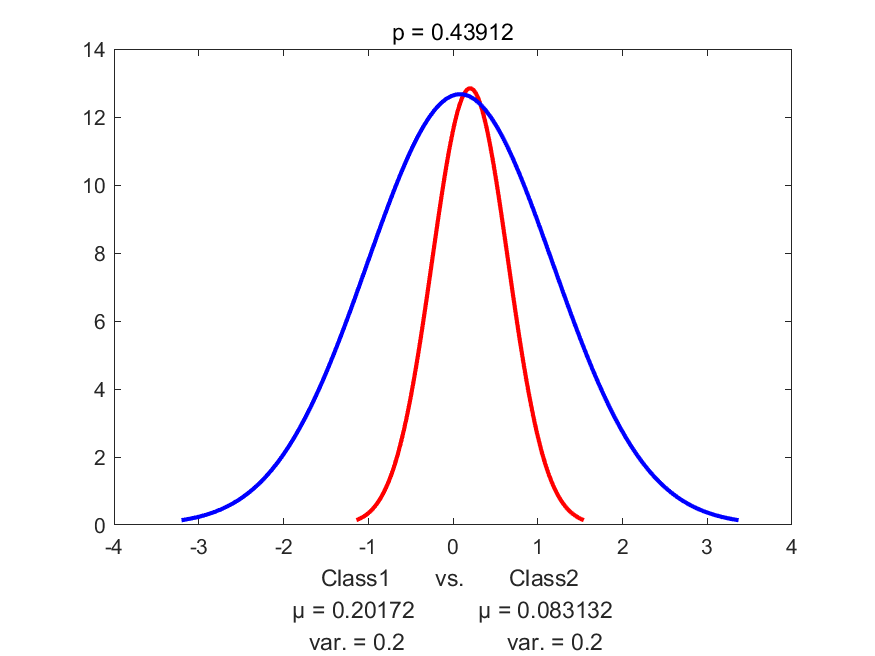 p = 0.43912
14
12
10
8
6
4
2
0
-4 -3 -2 -1 0 1 2 3 4
Class1 vs. Class2
μ = 0.20172 μ = 0.083132
var. = 0.2 var. = 0.2